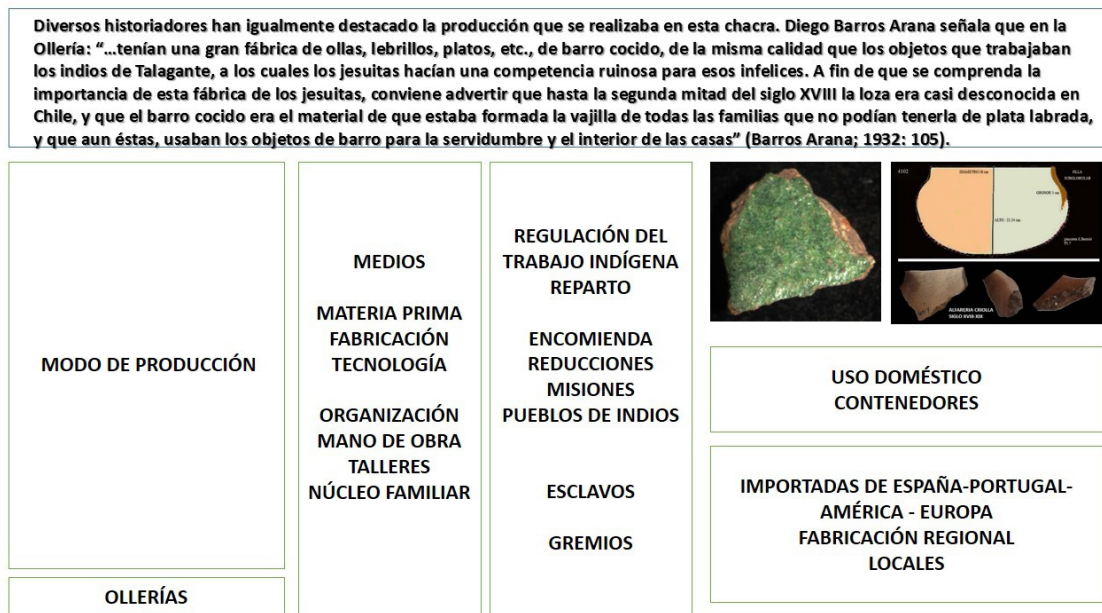 Diversos historiadores han igualmente destacado la producción que se realizaba en esta chacra. Diego Barros Arana señala que en la
Ollería: “…tenían una gran fábrica de ollas, lebrillos, platos, etc., de barro cocido, de la misma calidad que los objetos que trabajaban
los indios de Talagante, a los cuales los jesuitas hacían una competencia ruinosa para esos infelices. A fin de que se comprenda la
importancia de esta fábrica de los jesuitas, conviene advertir que hasta la segunda mitad del siglo XVIII la loza era casi desconocida en
Chile, y que el barro cocido era el material de que estaba formada la vajilla de todas las familias que no podían tenerla de plata labrada,
y que aun éstas, usaban los objetos de barro para la servidumbre y el interior de las casas” (Barros Arana; 1932: 105).
MODO DE PRODUCCIÓN
OLLERÍAS
MEDIOS
MATERIA PRIMA
FABRICACIÓN
TECNOLOGÍA
ORGANIZACIÓN
MANO DE OBRA
TALLERES
NÚCLEO FAMILIAR
REGULACIÓN DEL
TRABAJO INDÍGENA
REPARTO
ENCOMIENDA
REDUCCIONES
MISIONES
PUEBLOS DE INDIOS
ESCLAVOS
GREMIOS
4102
ALFARERIA CRIOLLA
SIGLO XVIII-XIX
USO DOMÉSTICO
CONTENEDORES
IMPORTADAS DE ESPAÑA-PORTUGAL-
AMÉRICA - EUROPA
FABRICACIÓN REGIONAL
LOCALES